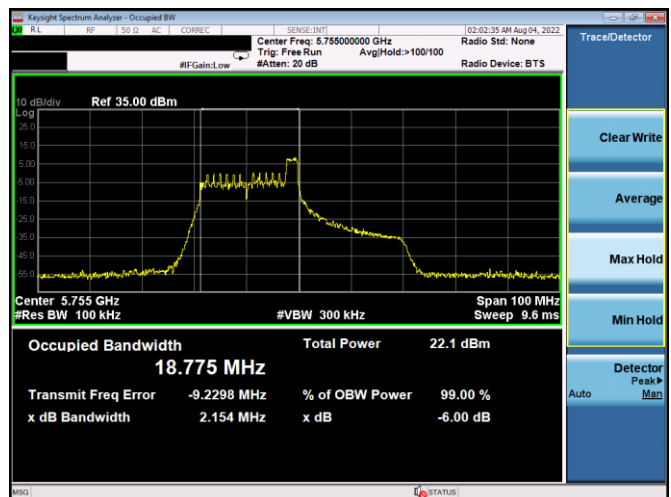 Keysight Spectrum Analyzer - Occupied BW
RL RF 50 Ω AC CORREC SENSE:INT 02:02:35 AM Aug 04, 2022
Center Freq: 5.755000000 GHz Radio Std: None
Trig: Free Run Avg|Hold:>100/100
#IFGain:Low #Atten: 20 dB Radio Device: BTS
10 dB/div Ref 35.00 dBm
Log
25.0
15.0
5.00
-5.00
-15.0
-25.0
-35.0
-45.0
-55.0
Center 5.755 GHz Span 100 MHz
#Res BW 100 kHz #VBW 300 kHz Sweep 9.6 ms
Occupied Bandwidth Total Power 22.1 dBm
18.775 MHz
Transmit Freq Error -9.2298 MHz % of OBW Power 99.00 %
x dB Bandwidth 2.154 MHz x dB -6.00 dB
MSG STATUS
Trace/Detector
Clear Write
Average
Max Hold
Min Hold
Detector
Peak▶
Auto Man